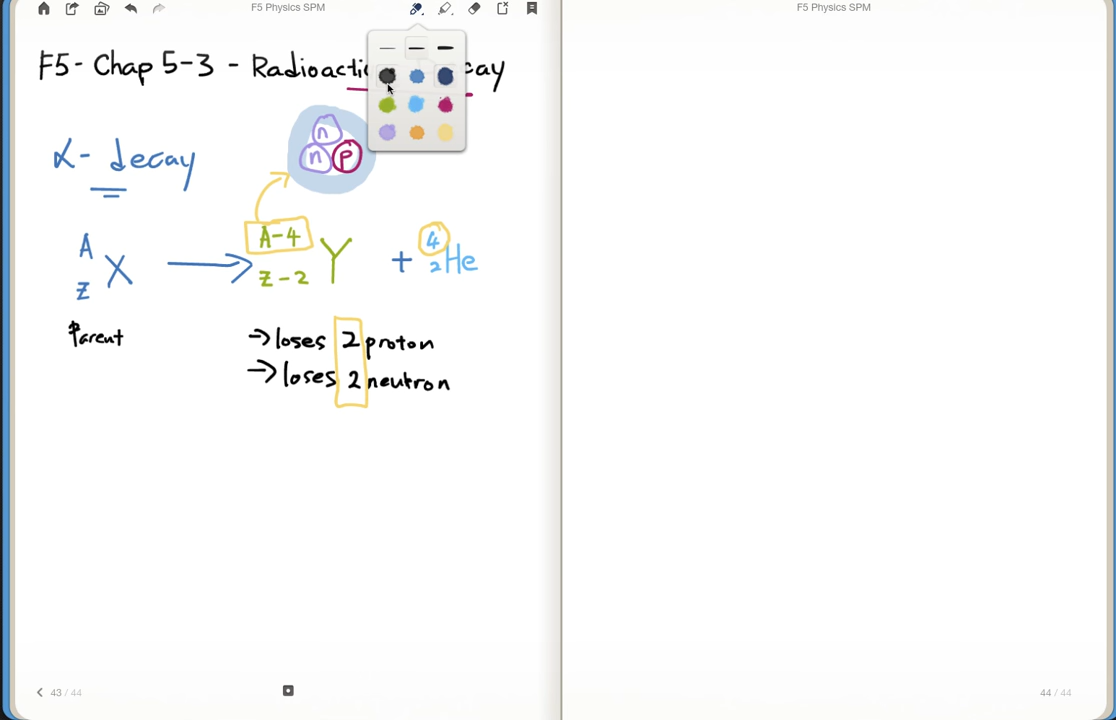 F5 Physics SPM
F5 Physics SPM
F5- Chap 5-3 - Radioacti cay
n
n p
α- decay
A
Z X
A-4
Z-2 Y
+ 4
2 He
Parent
→ loses 2 proton
→ loses 2 neutron
43 / 44
44 / 44